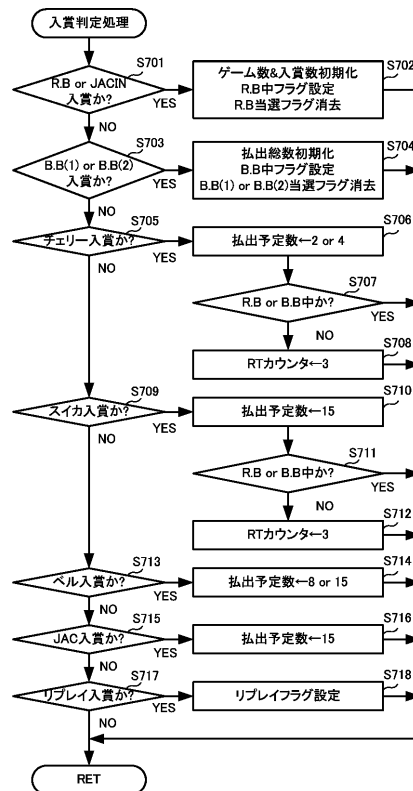 入賞判定処理
S701
R.B or JACIN
入賞か?
YES
NO
S702
ゲーム数&入賞数初期化
R.B中フラグ設定
R.B当選フラグ消去
S703
B.B(1) or B.B(2)
入賞か?
YES
NO
S704
払出総数初期化
B.B中フラグ設定
B.B(1) or B.B(2)当選フラグ消去
S705
チェリー入賞か?
YES
NO
S706
払出予定数←2 or 4
S707
R.B or B.B中か?
YES
NO
S708
RTカウンタ←3
S709
スイカ入賞か?
YES
NO
S710
払出予定数←15
S711
R.B or B.B中か?
YES
NO
S712
RTカウンタ←3
S713
ベル入賞か?
YES
NO
S714
払出予定数←8 or 15
S715
JAC入賞か?
YES
NO
S716
払出予定数←15
S717
リプレイ入賞か?
YES
NO
S718
リプレイフラグ設定
RET